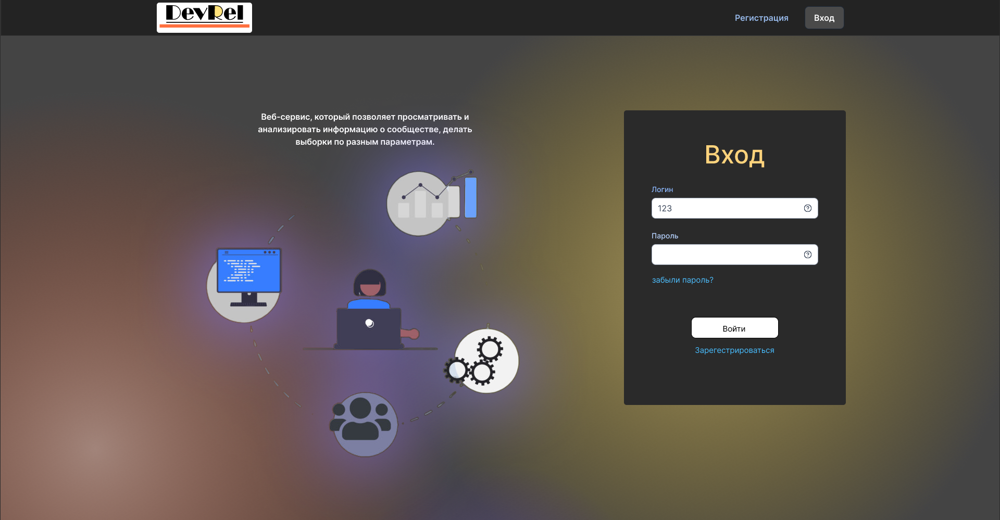 DevRel
Регистрация
Вход
Веб-сервис, который позволяет просматривать и
анализировать информацию о сообществе, делать
выборки по разным параметрам.
Вход
Логин
123
Пароль
забыли пароль?
Войти
Зарегестрироваться